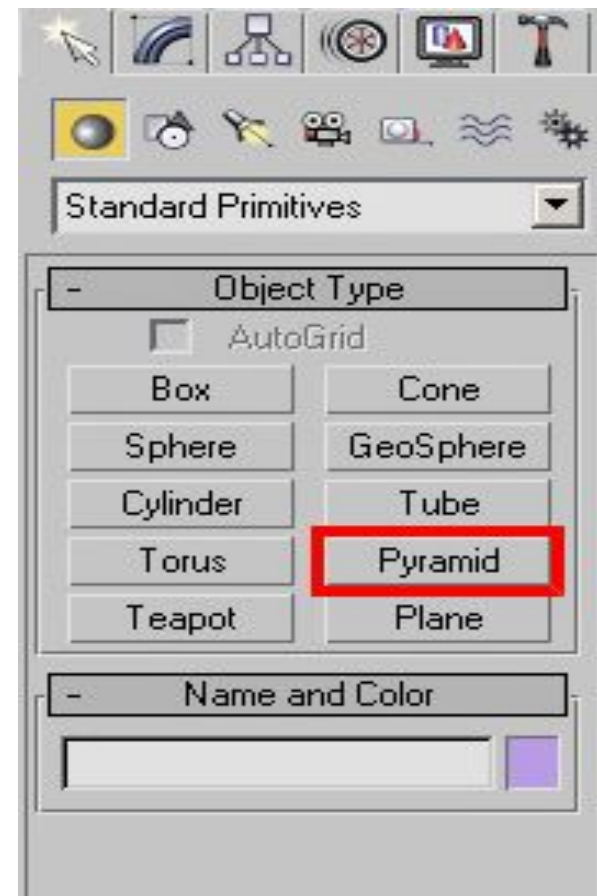 Standard Primitives
- Object Type
AutoGrid
Box Cone
Sphere GeoSphere
Cylinder Tube
Torus Pyramid
Teapot Plane
- Name and Color